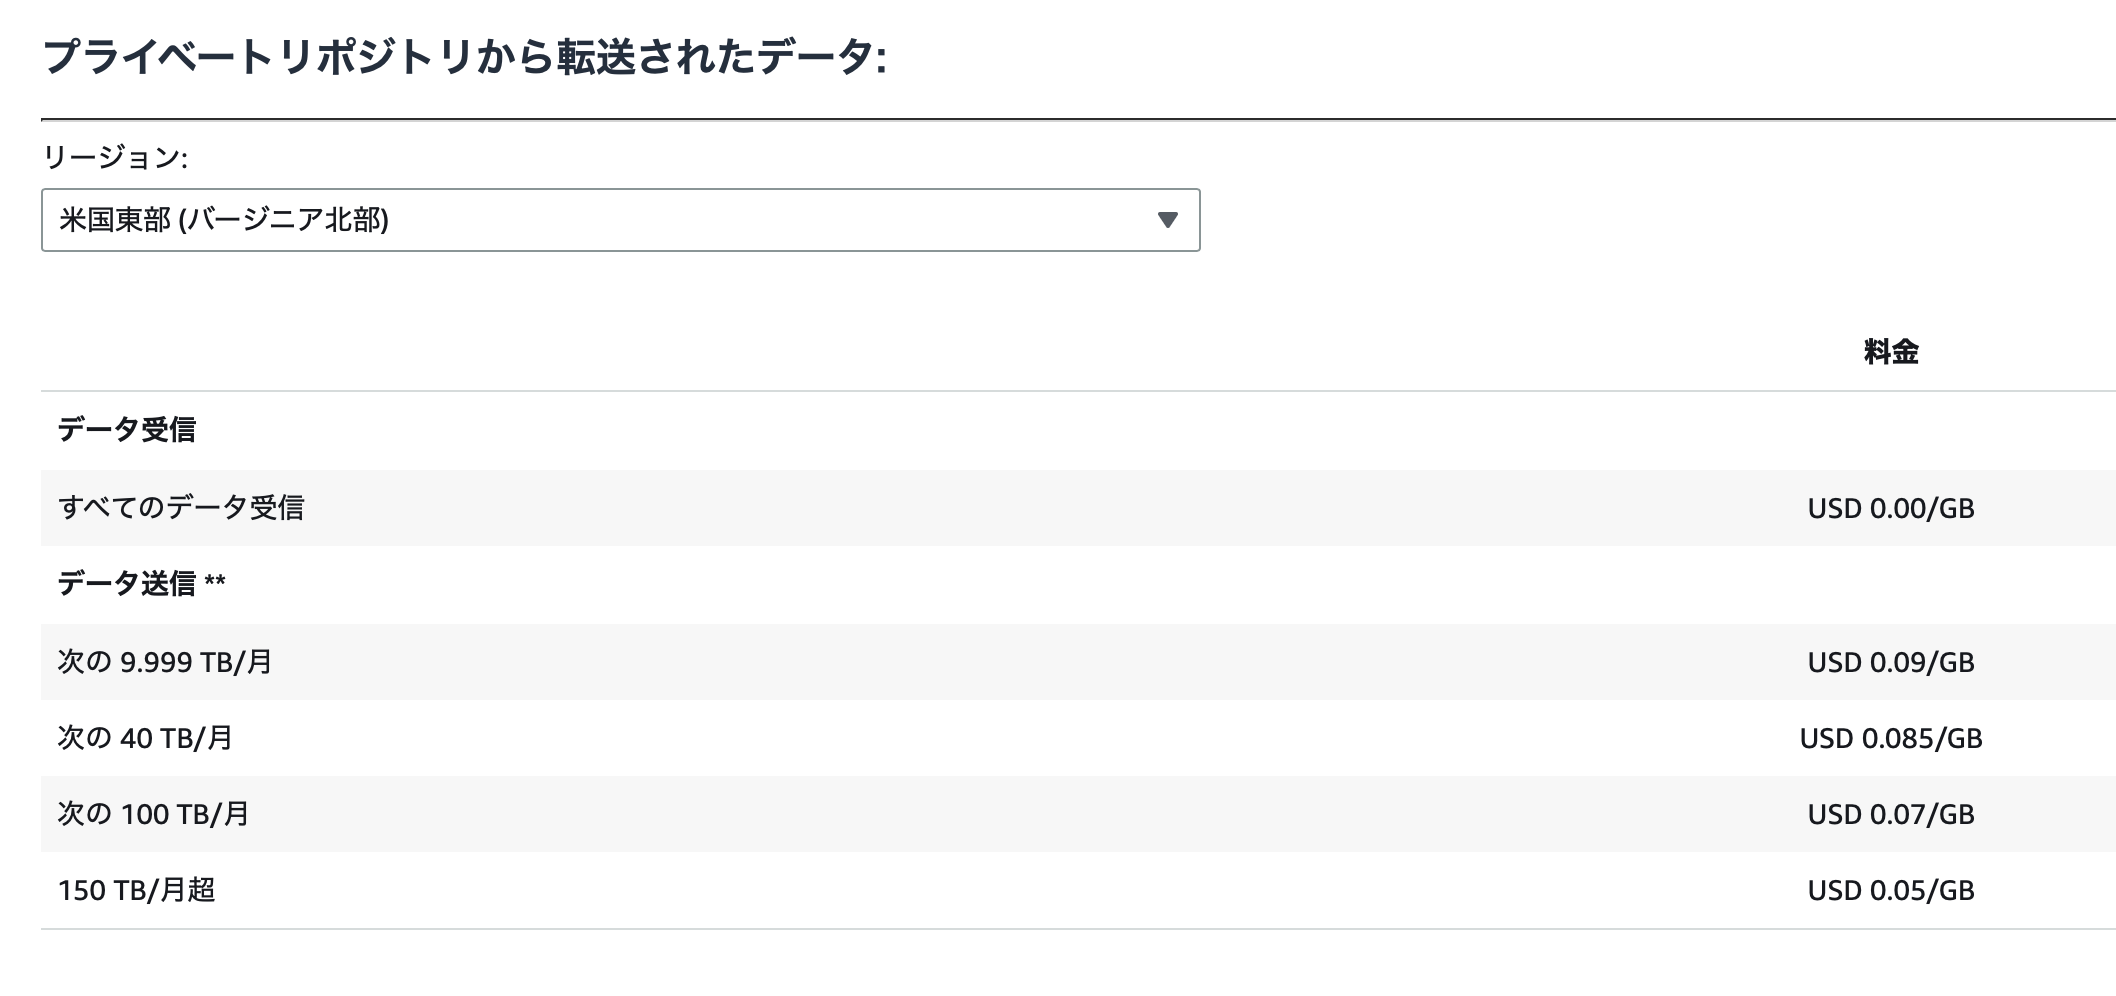 プライベートリポジトリから転送されたデータ:
リージョン:
米国東部 (バージニア北部)
料金
データ受信
すべてのデータ受信 USD 0.00/GB
データ送信 **
次の 9.999 TB/月 USD 0.09/GB
次の 40 TB/月 USD 0.085/GB
次の 100 TB/月 USD 0.07/GB
150 TB/月超 USD 0.05/GB